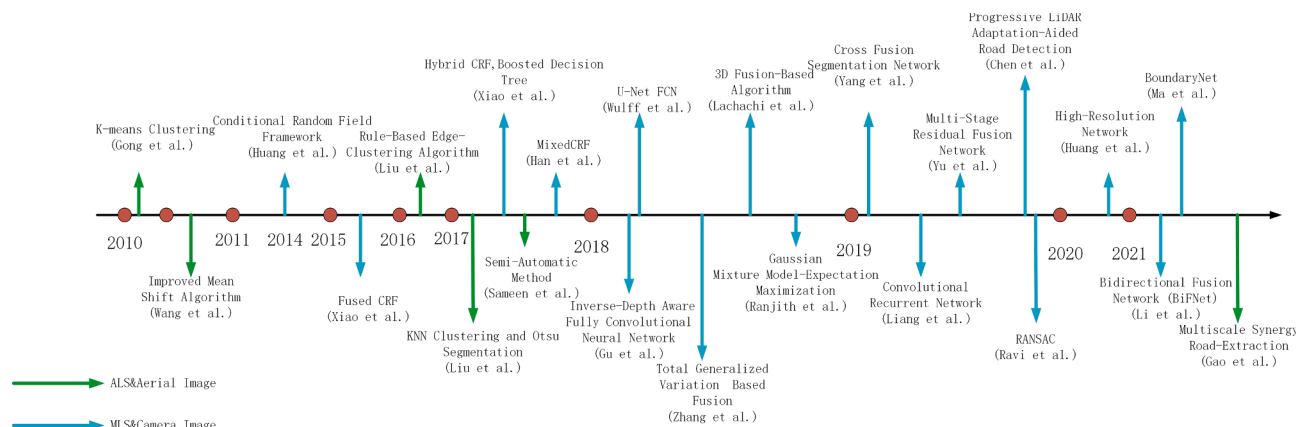 Progressive LiDAR
Adaptation-Aided
Road Detection
(Chen et al.)
Cross Fusion
Segmentation Network
(Yang et al.)
Hybrid CRF,Boosted Decision
Tree
(Xiao et al.)
3D Fusion-Based
Algorithm
(Lachachi et al.)
BoundaryNet
(Ma et al.)
U-Net FCN
(Wulff et al.)
K-means Clustering
(Gong et al.)
Conditional Random Field
Framework
(Huang et al.)
Rule-Based Edge-
Clustering Algorithm
(Liu et al.)
MixedCRF
(Han et al.)
Multi-Stage
Residual Fusion
Network
(Yu et al.)
High-Resolution
Network
(Huang et al.)
2010
2011
2014
2015
2016
2017
2018
2019
2020
2021
Improved Mean
Shift Algorithm
(Wang et al.)
Fused CRF
(Xiao et al.)
KNN Clustering and Otsu
Segmentation
(Liu et al.)
Semi-Automatic
Method
(Sameen et al.)
Inverse-Depth Aware
Fully Convolutional
Neural Network
(Gu et al.)
Total Generalized
Variation Based
Fusion
(Zhang et al.)
Gaussian
Mixture Model-Expectation
Maximization
(Ranjith et al.)
Convolutional
Recurrent Network
(Liang et al.)
RANSAC
(Ravi et al.)
Bidirectional Fusion
Network (BiFNet)
(Li et al.)
Multiscale Synergy
Road-Extraction
(Gao et al.)
ALS&Aerial Image
MLS&Camera Image